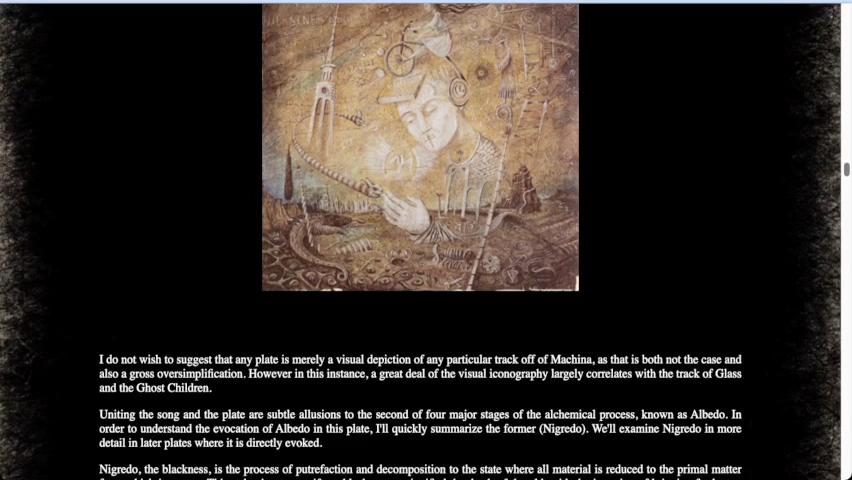 I do not wish to suggest that any plate is merely a visual depiction of any particular track off of Machina, as that is both not the case and
also a gross oversimplification. However in this instance, a great deal of the visual iconography largely correlates with the track of Glass
and the Ghost Children.
Uniting the song and the plate are subtle allusions to the second of four major stages of the alchemical process, known as Albedo. In
order to understand the evocation of Albedo in this plate, I'll quickly summarize the former (Nigredo). We'll examine Nigredo in more
detail in later plates where it is directly evoked.
Nigredo, the blackness, is the process of putrefaction and decomposition to the state where all material is reduced to the primal matter